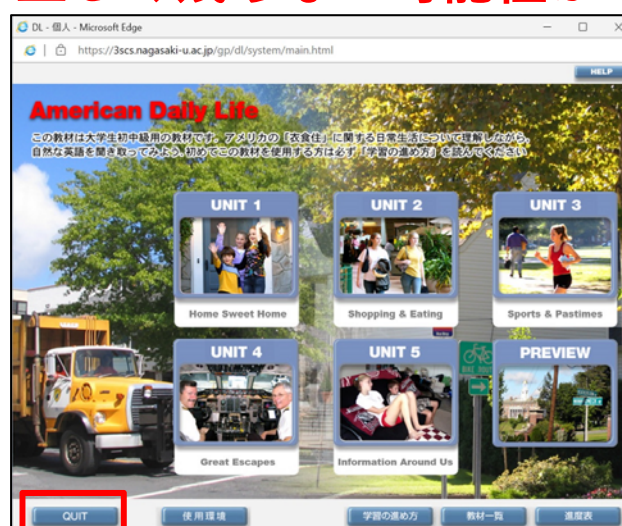 DL - 個人 - Microsoft Edge
https://3scs.nagasaki-u.ac.jp/gp/dl/system/main.html
HELP
American Daily Life
この教材は大学生初中級用の教材です。アメリカの「衣食住」に関する日常生活について理解しながら、
自然な英語を聞き取ってみよう。初めてこの教材を使用する方は必ず「学習の進め方」を読んでください
UNIT 1
UNIT 2
UNIT 3
Home Sweet Home
Shopping & Eating
Sports & Pastimes
UNIT 4
UNIT 5
PREVIEW
BIKE ROUTE
Great Escapes
Information Around Us
QUIT
使用環境
学習の進め方
教材一覧
進度表